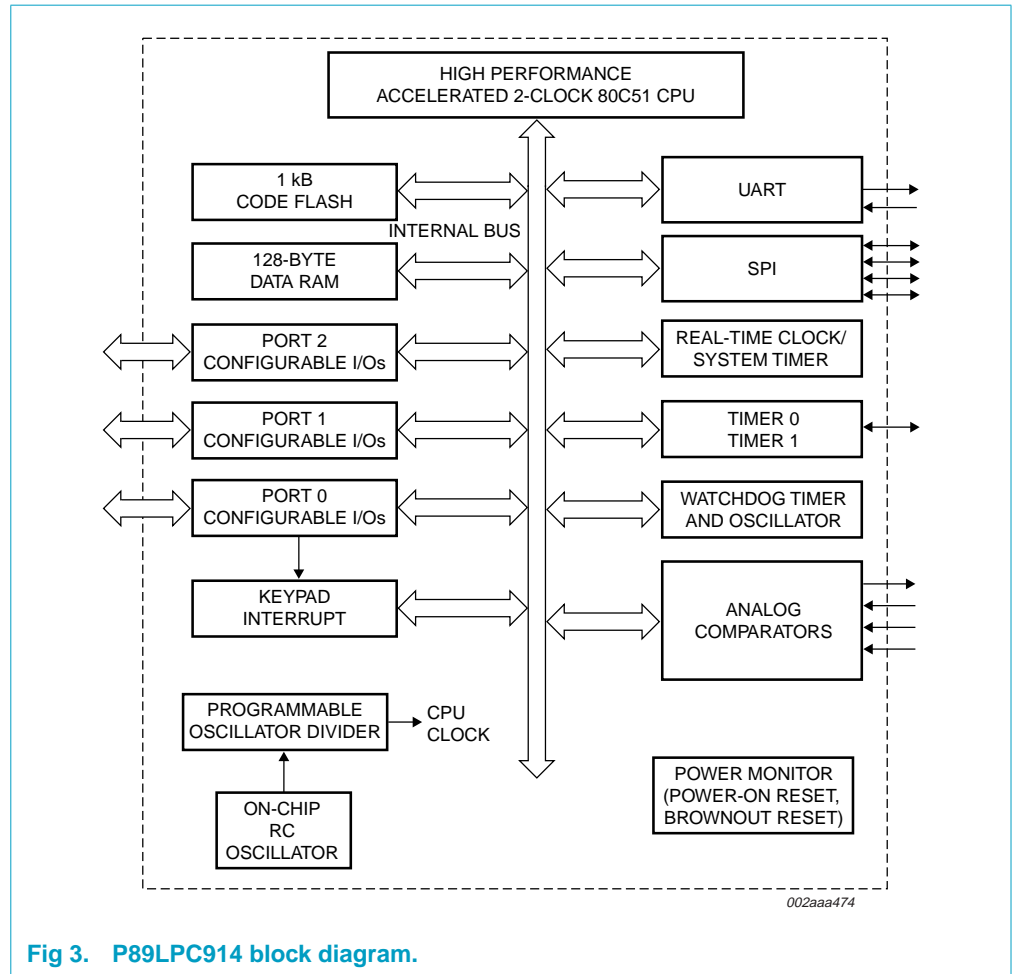 HIGH PERFORMANCE
ACCELERATED 2-CLOCK 80C51 CPU
1 kB
CODE FLASH
UART
INTERNAL BUS
128-BYTE
DATA RAM
SPI
PORT 2
CONFIGURABLE I/Os
REAL-TIME CLOCK/
SYSTEM TIMER
PORT 1
CONFIGURABLE I/Os
TIMER 0
TIMER 1
PORT 0
CONFIGURABLE I/Os
WATCHDOG TIMER
AND OSCILLATOR
KEYPAD
INTERRUPT
ANALOG
COMPARATORS
PROGRAMMABLE
OSCILLATOR DIVIDER
CPU
CLOCK
POWER MONITOR
(POWER-ON RESET,
BROWNOUT RESET)
ON-CHIP
RC
OSCILLATOR
002aaa474
Fig 3. P89LPC914 block diagram.